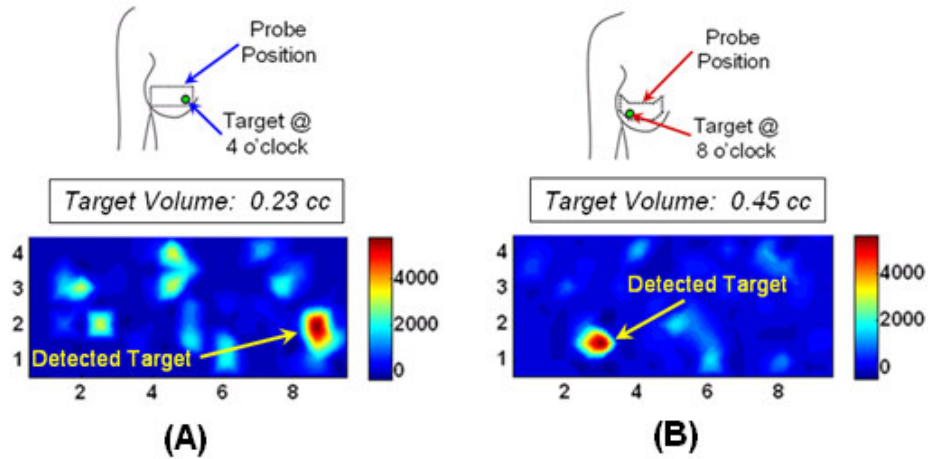 Probe
Position
Target @
4 o'clock
Target Volume: 0.23 cc
4
3
2
1
2 4 6 8
4000
2000
0
Detected Target
(A)
Probe
Position
Target @
8 o'clock
Target Volume: 0.45 cc
4
3
2
1
2 4 6 8
4000
2000
0
Detected Target
(B)